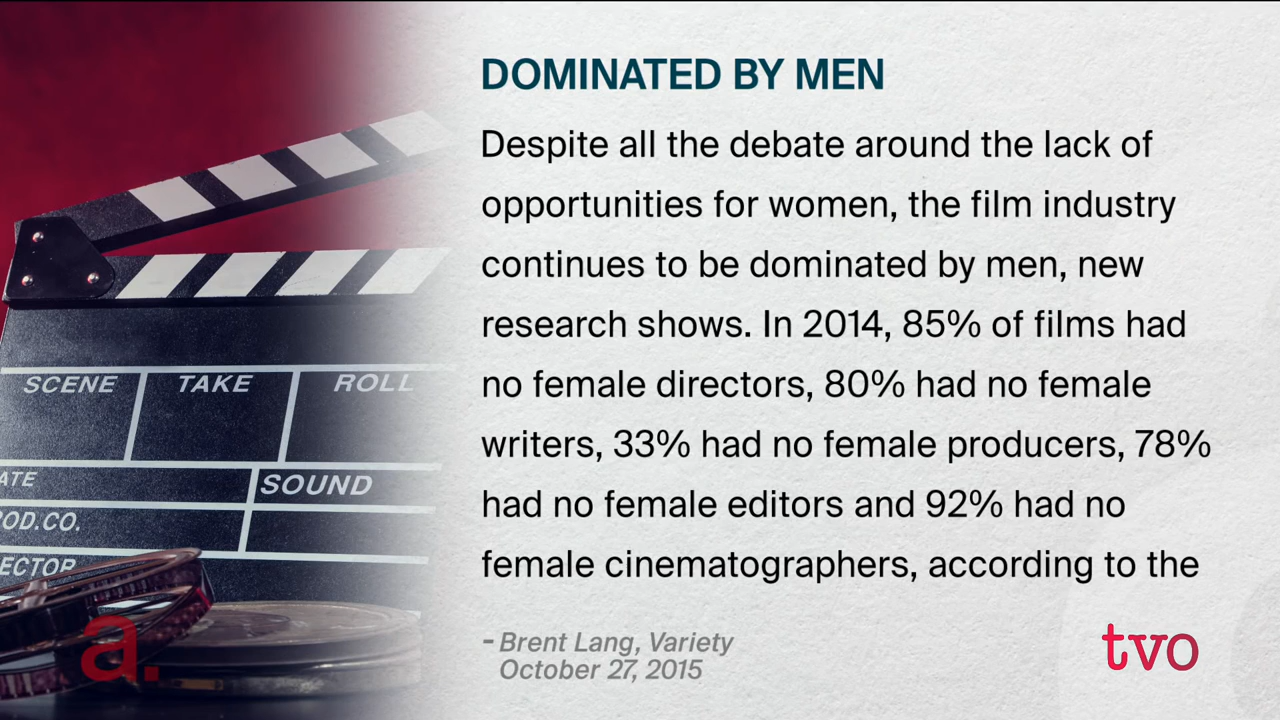 DOMINATED BY MEN
Despite all the debate around the lack of
opportunities for women, the film industry
continues to be dominated by men, new
research shows. In 2014, 85% of films had
no female directors, 80% had no female
writers, 33% had no female producers, 78%
had no female editors and 92% had no
female cinematographers, according to the
- Brent Lang, Variety
October 27, 2015
SCENE TAKE ROLL
ATE SOUND
OD.CO.
ECTOR
a.
tvo